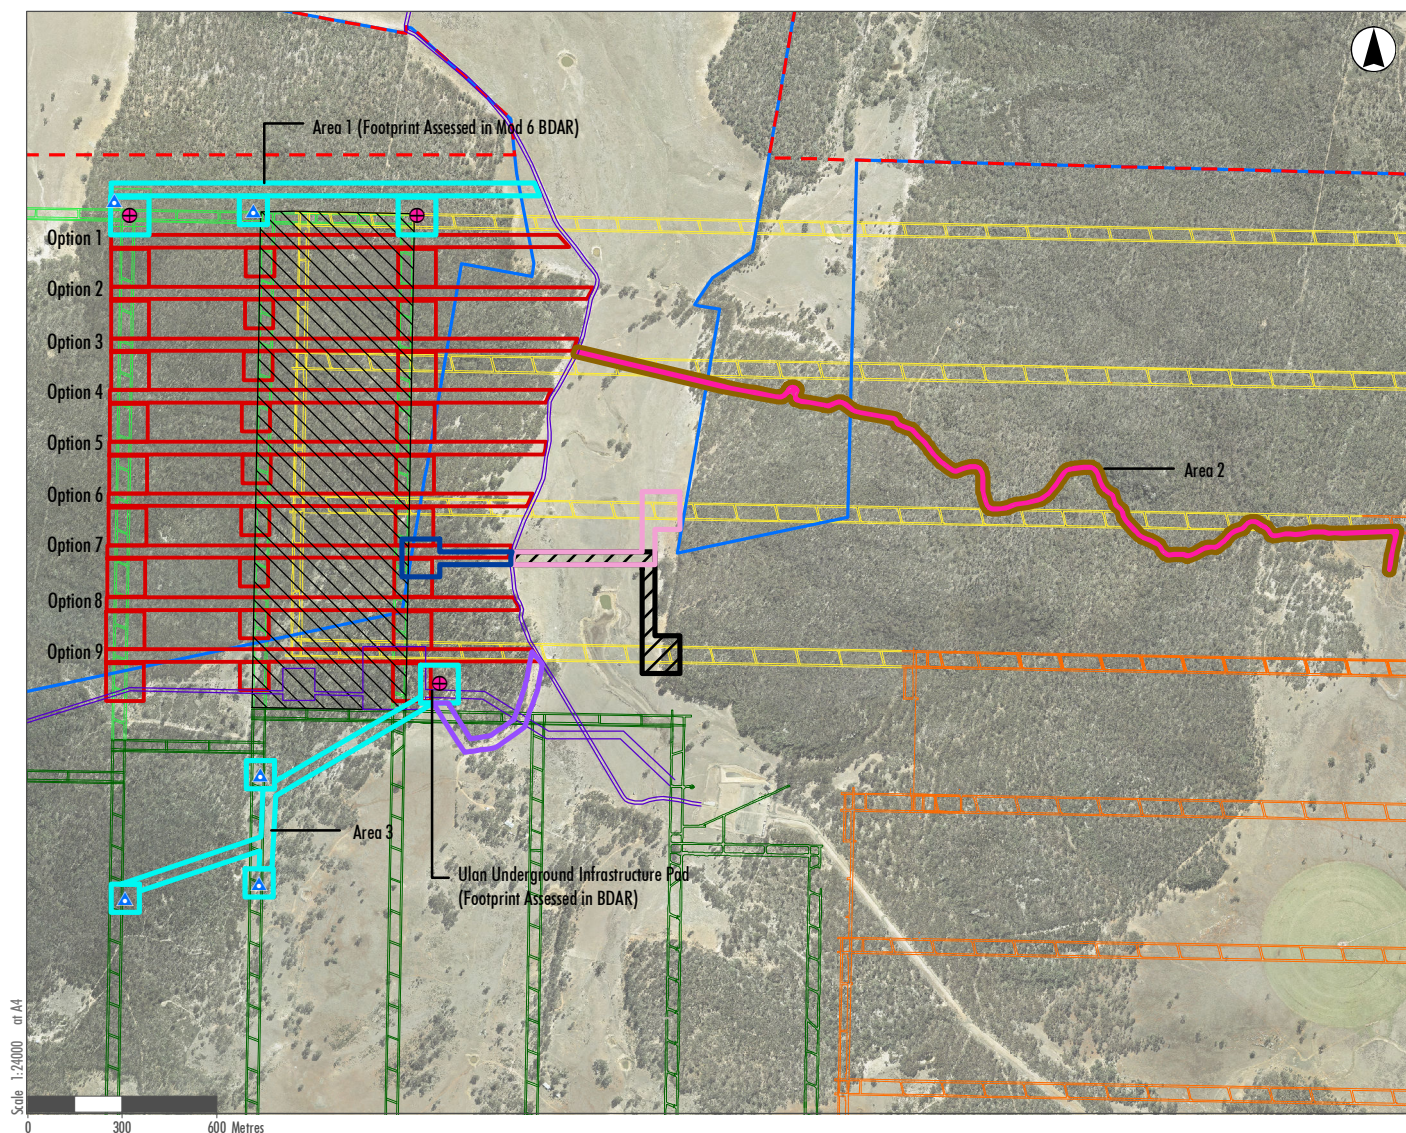 Area 1 (Footprint Assessed in Mod 6 BDAR)
Option 1
Option 2
Option 3
Option 4
Option 5
Option 6
Option 7
Option 8
Option 9
Area 2
Area 3
Ulan Underground Infrastructure Pad
(Footprint Assessed in BDAR)
Scale 1:24000 at A4
0 300 600 Metres